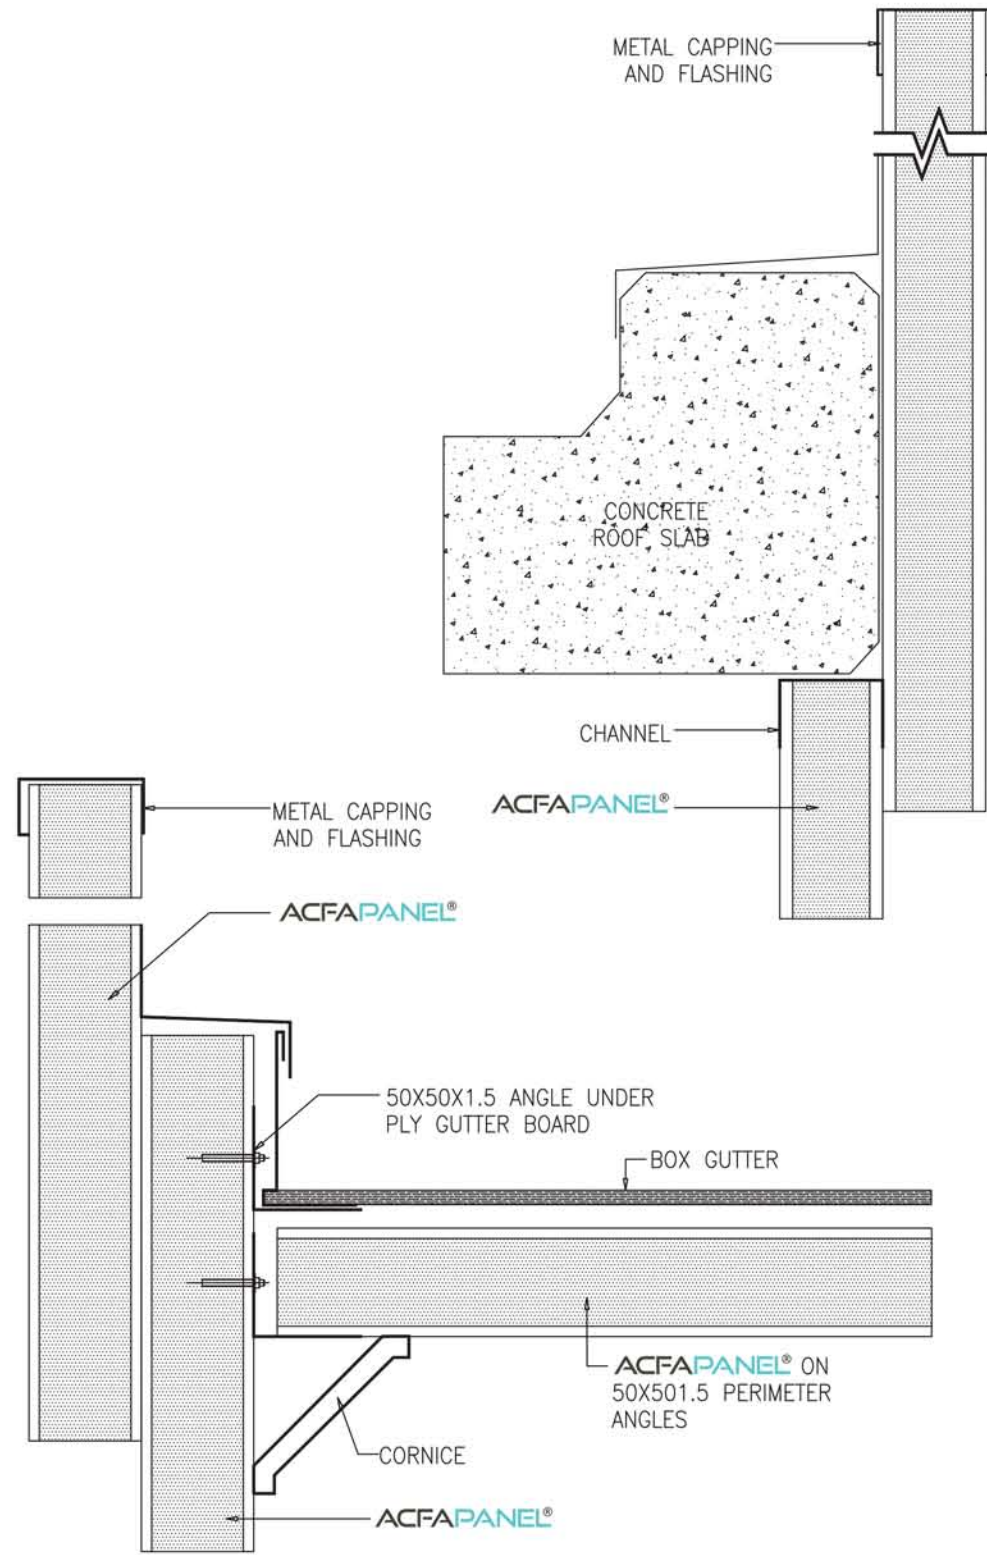 METAL CAPPING
AND FLASHING
CONCRETE
ROOF SLAB
CHANNEL
ACFAPANEL®
METAL CAPPING
AND FLASHING
ACFAPANEL®
50X50X1.5 ANGLE UNDER
PLY GUTTER BOARD
BOX GUTTER
ACFAPANEL® ON
50X501.5 PERIMETER
ANGLES
CORNICE
ACFAPANEL®